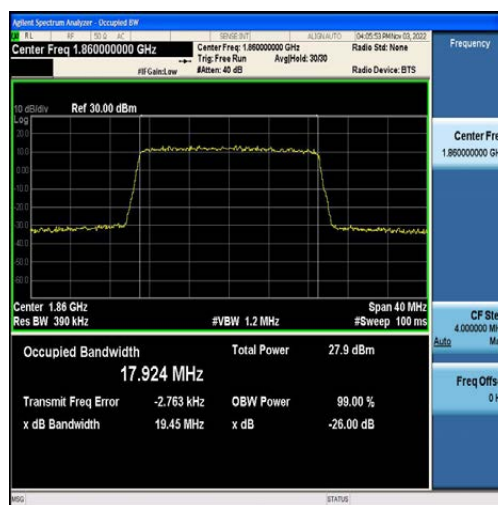 Agilent Spectrum Analyzer - Occupied BW
RL RF 50 Ω AC SENSE:INT ALIGN AUTO 04:05:53 PM Nov 03, 2022
Center Freq 1.860000000 GHz
Center Freq: 1.860000000 GHz
Radio Std: None
Trig: Free Run Avg|Hold: 30/30
#IFGain:Low
#Atten: 40 dB
Radio Device: BTS
Frequency
10 dB/div Ref 30.00 dBm
Log
20.0
10.0
0.00
-10.0
-20.0
-30.0
-40.0
-50.0
-60.0
Center Fre
1.860000000 GH
Center 1.86 GHz
Span 40 MHz
Res BW 390 kHz
#VBW 1.2 MHz
#Sweep 100 ms
CF Ste
4.000000 MH
Auto Ma
Occupied Bandwidth
Total Power 27.9 dBm
17.924 MHz
Transmit Freq Error -2.763 kHz OBW Power 99.00 %
x dB Bandwidth 19.45 MHz x dB -26.00 dB
Freq Offs
0 H
MSG STATUS